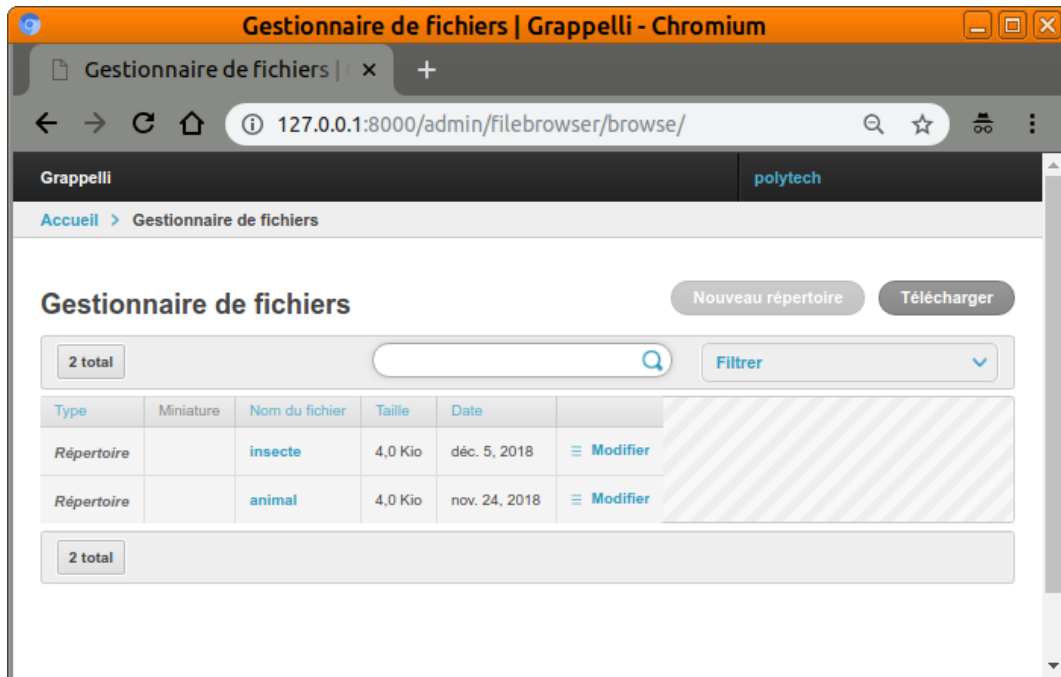 Gestionnaire de fichiers | Grappelli - Chromium
Gestionnaire de fichiers |
127.0.0.1:8000/admin/filebrowser/browse/
Grappelli polytech
Accueil > Gestionnaire de fichiers
Gestionnaire de fichiers Nouveau répertoire Télécharger
2 total Filtrer
Type Miniature Nom du fichier Taille Date
Répertoire insecte 4,0 Kio déc. 5, 2018 Modifier
Répertoire animal 4,0 Kio nov. 24, 2018 Modifier
2 total